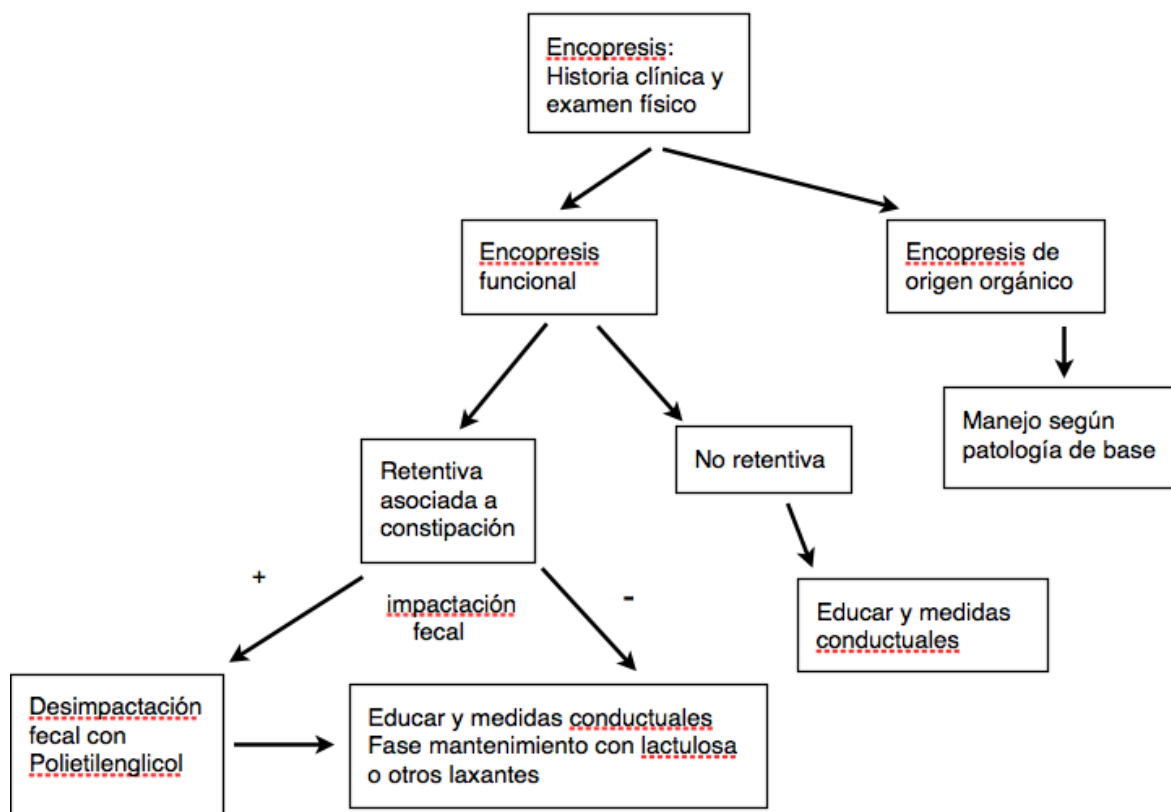 Encopresis:
Historia clínica y
examen físico
Encopresis
funcional
Encopresis de
origen orgánico
Manejo según
patología de base
Retentiva
asociada a
constipación
No retentiva
+
impactación
fecal
-
Educar y medidas
conductuales
Desimpactación
fecal con
Polietilenglicol
Educar y medidas conductuales
Fase mantenimiento con lactulosa
o otros laxantes